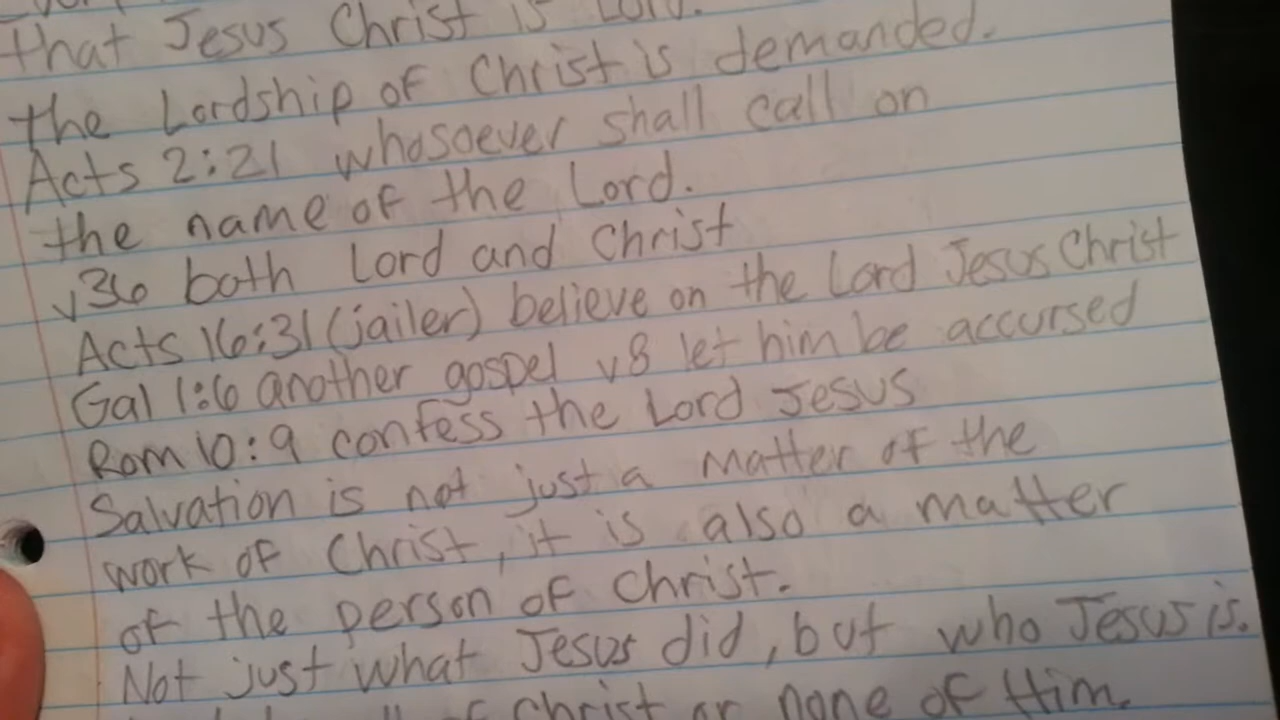 that Jesus Christ is Lord.
the Lordship of Christ is demanded.
Acts 2:21 whosoever shall call on
the name of the Lord.
v36 both Lord and Christ
Acts 16:31 (jailer) believe on the Lord Jesus Christ
Gal 1:6 another gospel v8 let him be accursed
Rom 10:9 confess the Lord Jesus
Salvation is not just a matter of the
work of Christ, it is also a matter
of the person of Christ.
Not just what Jesus did, but who Jesus is.
of Christ or none of Him.